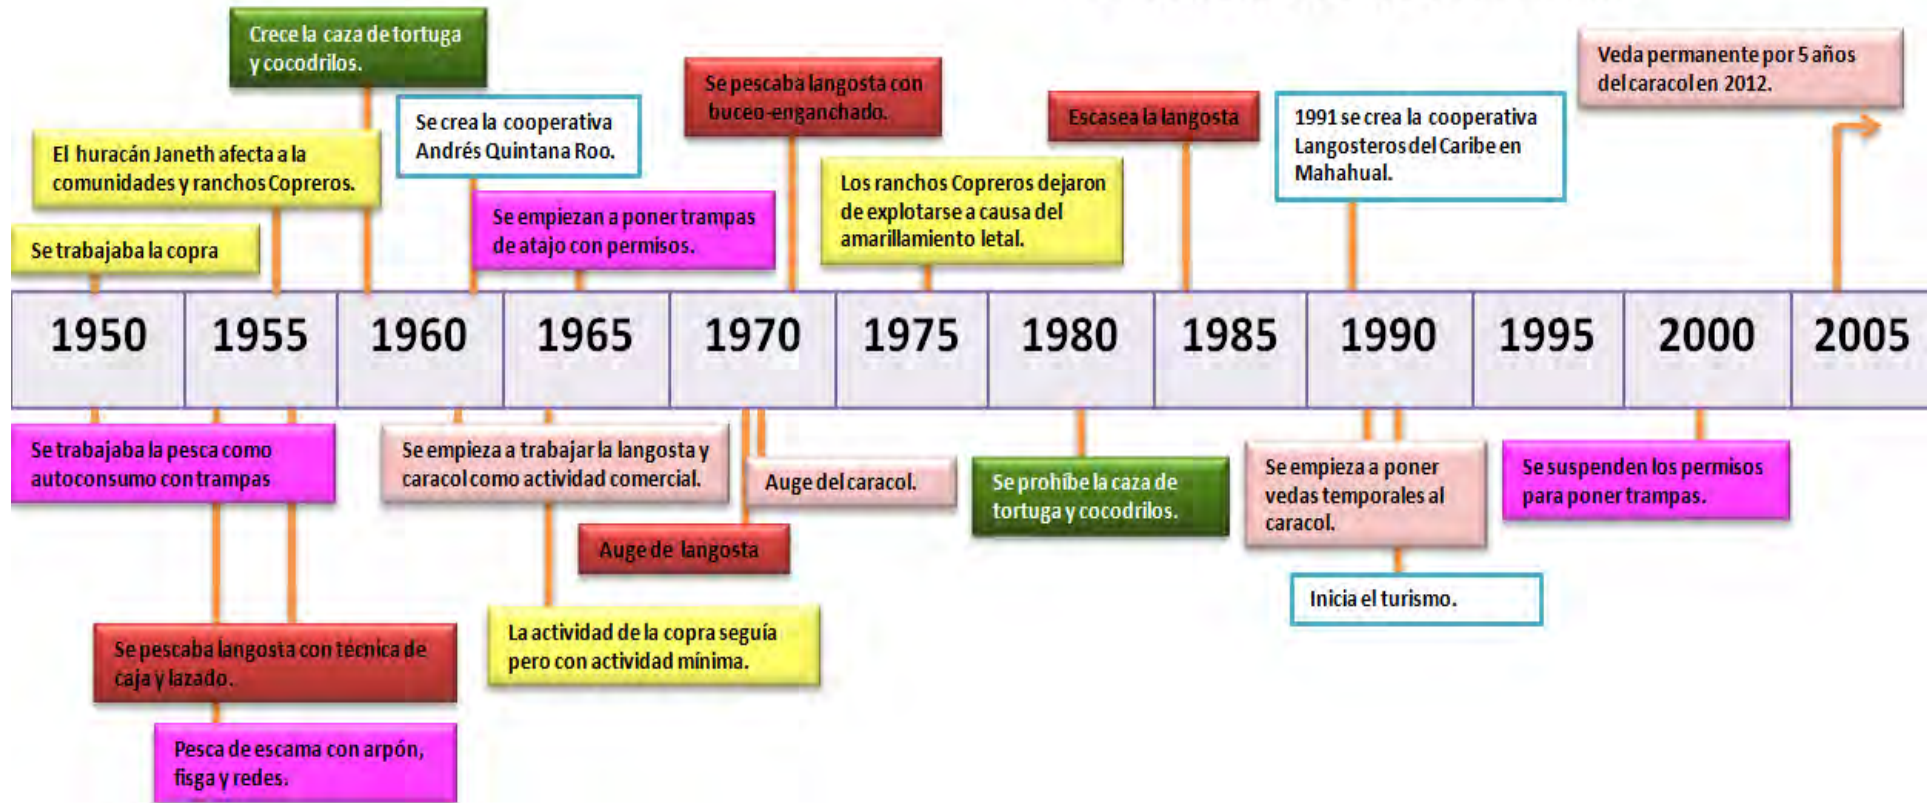 Crece la caza de tortuga
y cocodrilos.
Se pescaba langosta con
buceo-enganchado.
Veda permanente por 5 años
del caracol en 2012.
El huracán Janeth afecta a la
comunidades y ranchos Copreros.
Se crea la cooperativa
Andrés Quintana Roo.
Escasea la langosta
1991 se crea la cooperativa
Langosteros del Caribe en
Mahahual.
Se trabajaba la copra
Se empiezan a poner trampas
de atajo con permisos.
Los ranchos Copreros dejaron
de explotarse a causa del
amarillamiento letal.
1950 1955 1960 1965 1970 1975 1980 1985 1990 1995 2000 2005
Se trabajaba la pesca como
autoconsumo con trampas
Se empieza a trabajar la langosta y
caracol como actividad comercial.
Auge del caracol.
Se prohíbe la caza de
tortuga y cocodrilos.
Se empieza a poner
vedas temporales al
caracol.
Se suspenden los permisos
para poner trampas.
Auge de langosta
Inicia el turismo.
Se pescaba langosta con técnica de
caja y lazado.
La actividad de la copra seguía
pero con actividad mínima.
Pesca de escama con arpón,
fisga y redes.